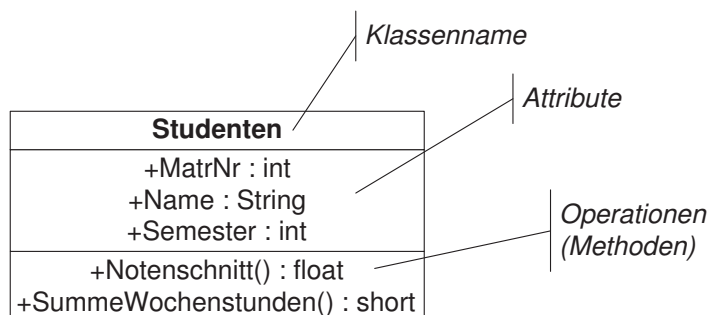 Klassenname
Attribute
Studenten
+MatrNr : int
+Name : String
+Semester : int
Operationen
(Methoden)
+Notenschnitt() : float
+SummeWochenstunden() : short